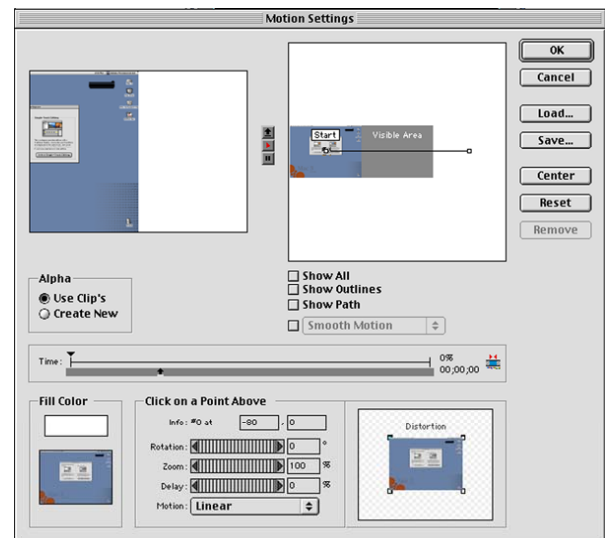 Motion Settings
OK
Cancel
Load...
Save...
Center
Reset
Remove
Start
Visible Area
Alpha
Use Clip's
Create New
Show All
Show Outlines
Show Path
Smooth Motion
Time:
0%
00;00;00
Fill Color
Click on a Point Above
Info: #0 at -80 , 0
Rotation: 0 °
Zoom: 100 %
Delay: 0 %
Motion: Linear
Distortion